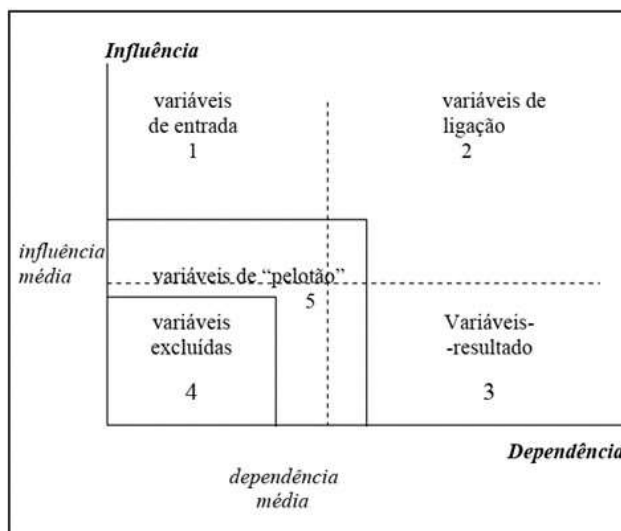 Influência
variáveis
de entrada
1
variáveis de
ligação
2
influência
média
variáveis de “pelotão”
5
variáveis
excluídas
4
Variáveis-
-resultado
3
Dependência
dependência
média